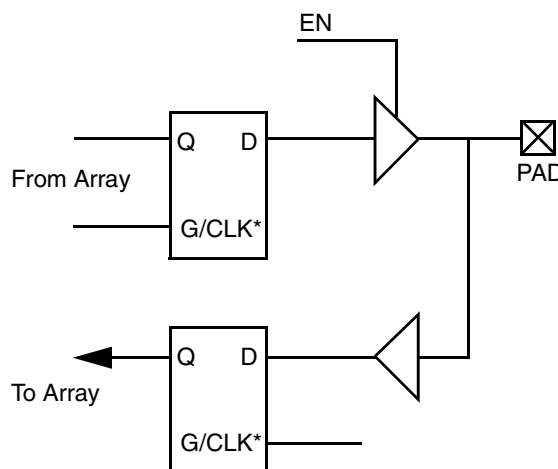 EN
Q D
From Array
PAD
G/CLK*
Q D
To Array
G/CLK*